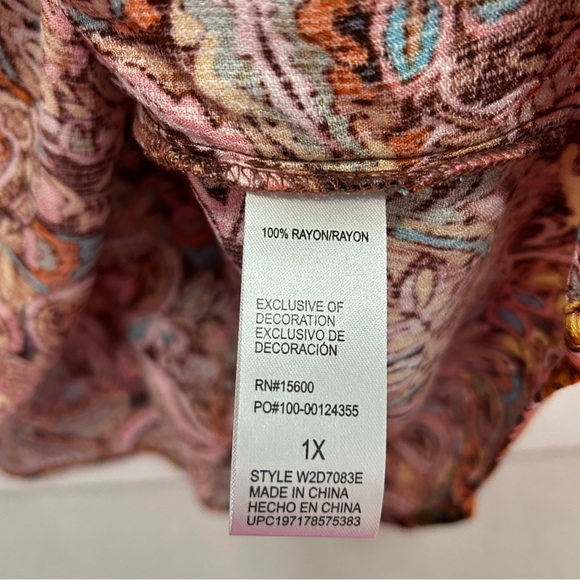 100% RAYON/RAYON
EXCLUSIVE OF
DECORATION
EXCLUSIVO DE
DECORACIÓN
RN#15600
PO#100-00124355
1X
STYLE W2D7083E
MADE IN CHINA
HECHO EN CHINA
UPC197178575383